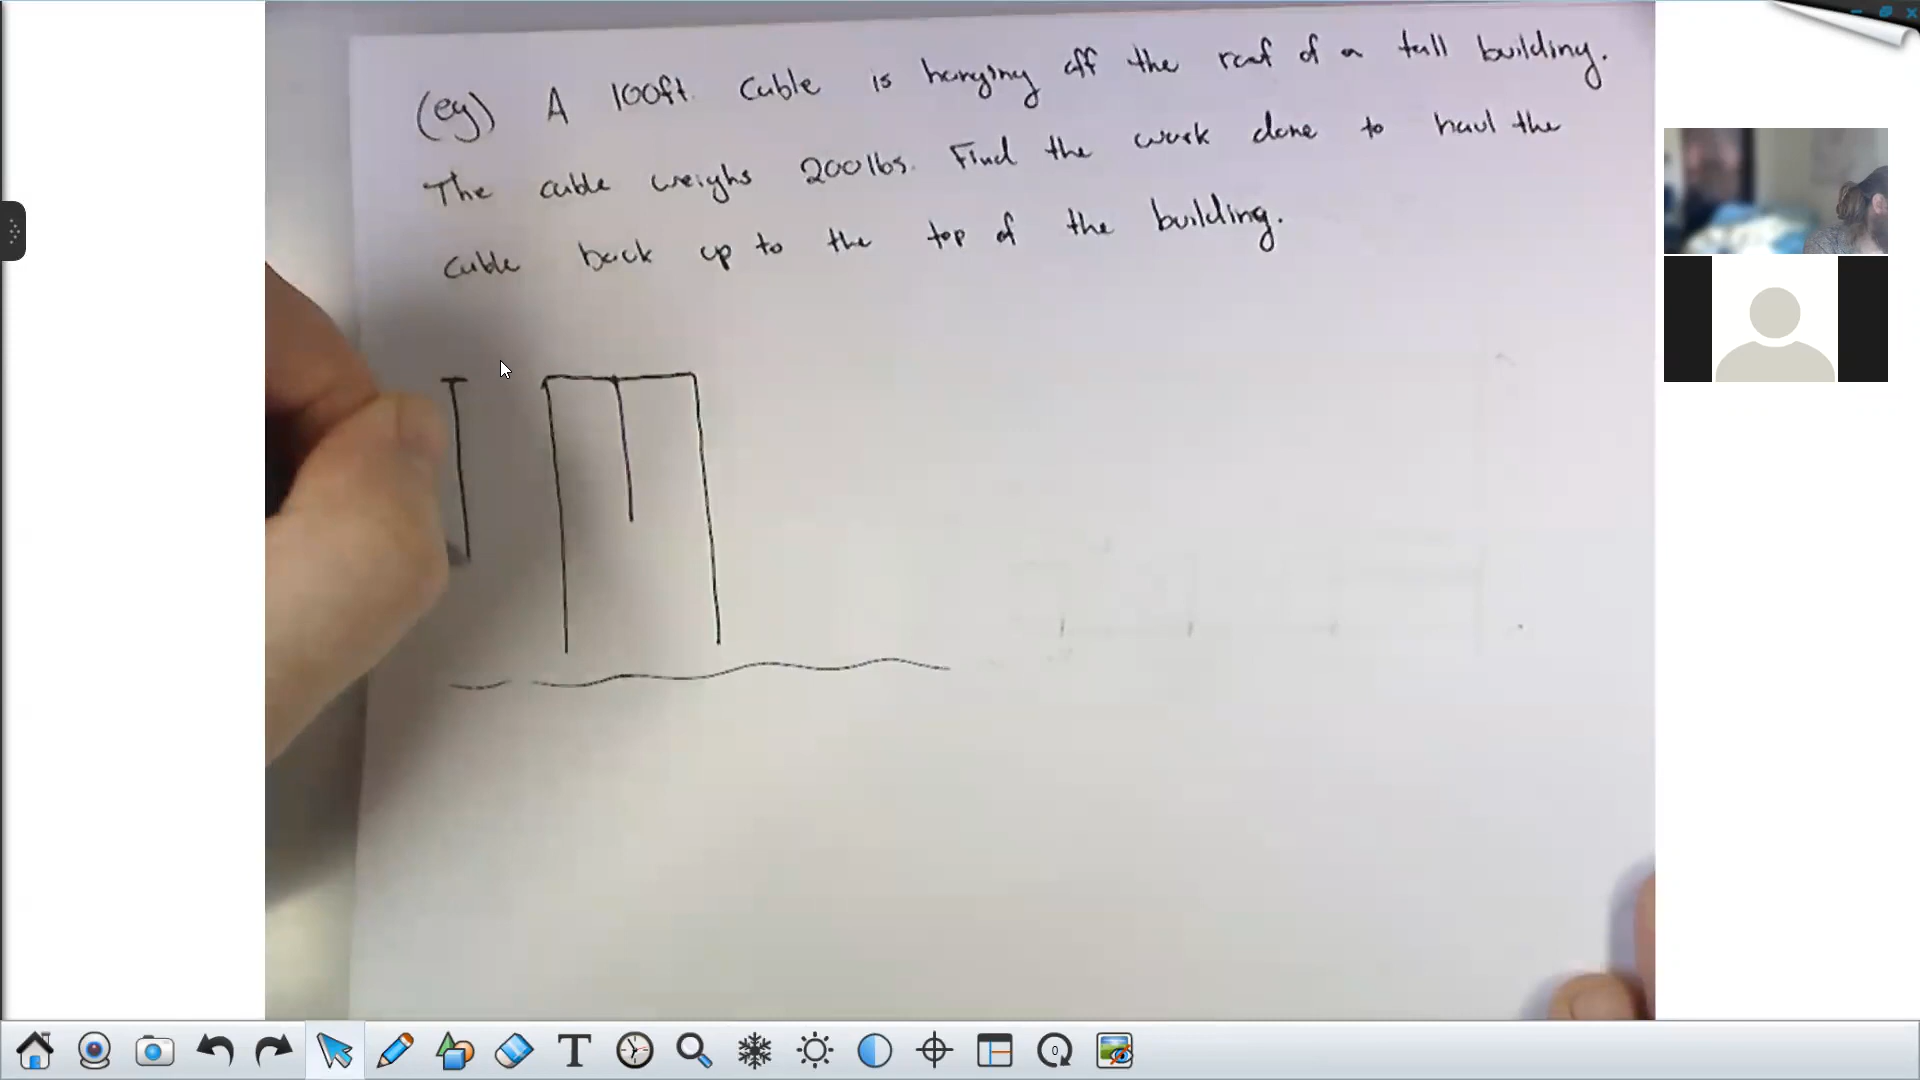 (eg) A 100ft. cable is hanging off the roof of a tall building.
The cable weighs 200lbs. Find the work done to haul the
cable back up to the top of the building.
T
0